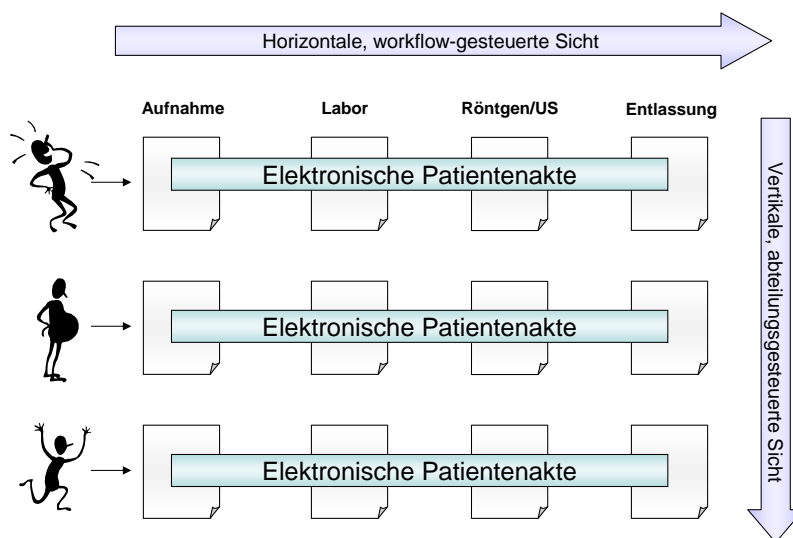 Horizontale, workflow-gesteuerte Sicht
Aufnahme Labor Röntgen/US Entlassung
Elektronische Patientenakte
Elektronische Patientenakte
Elektronische Patientenakte
Vertikale, abteilungsgesteuerte Sicht